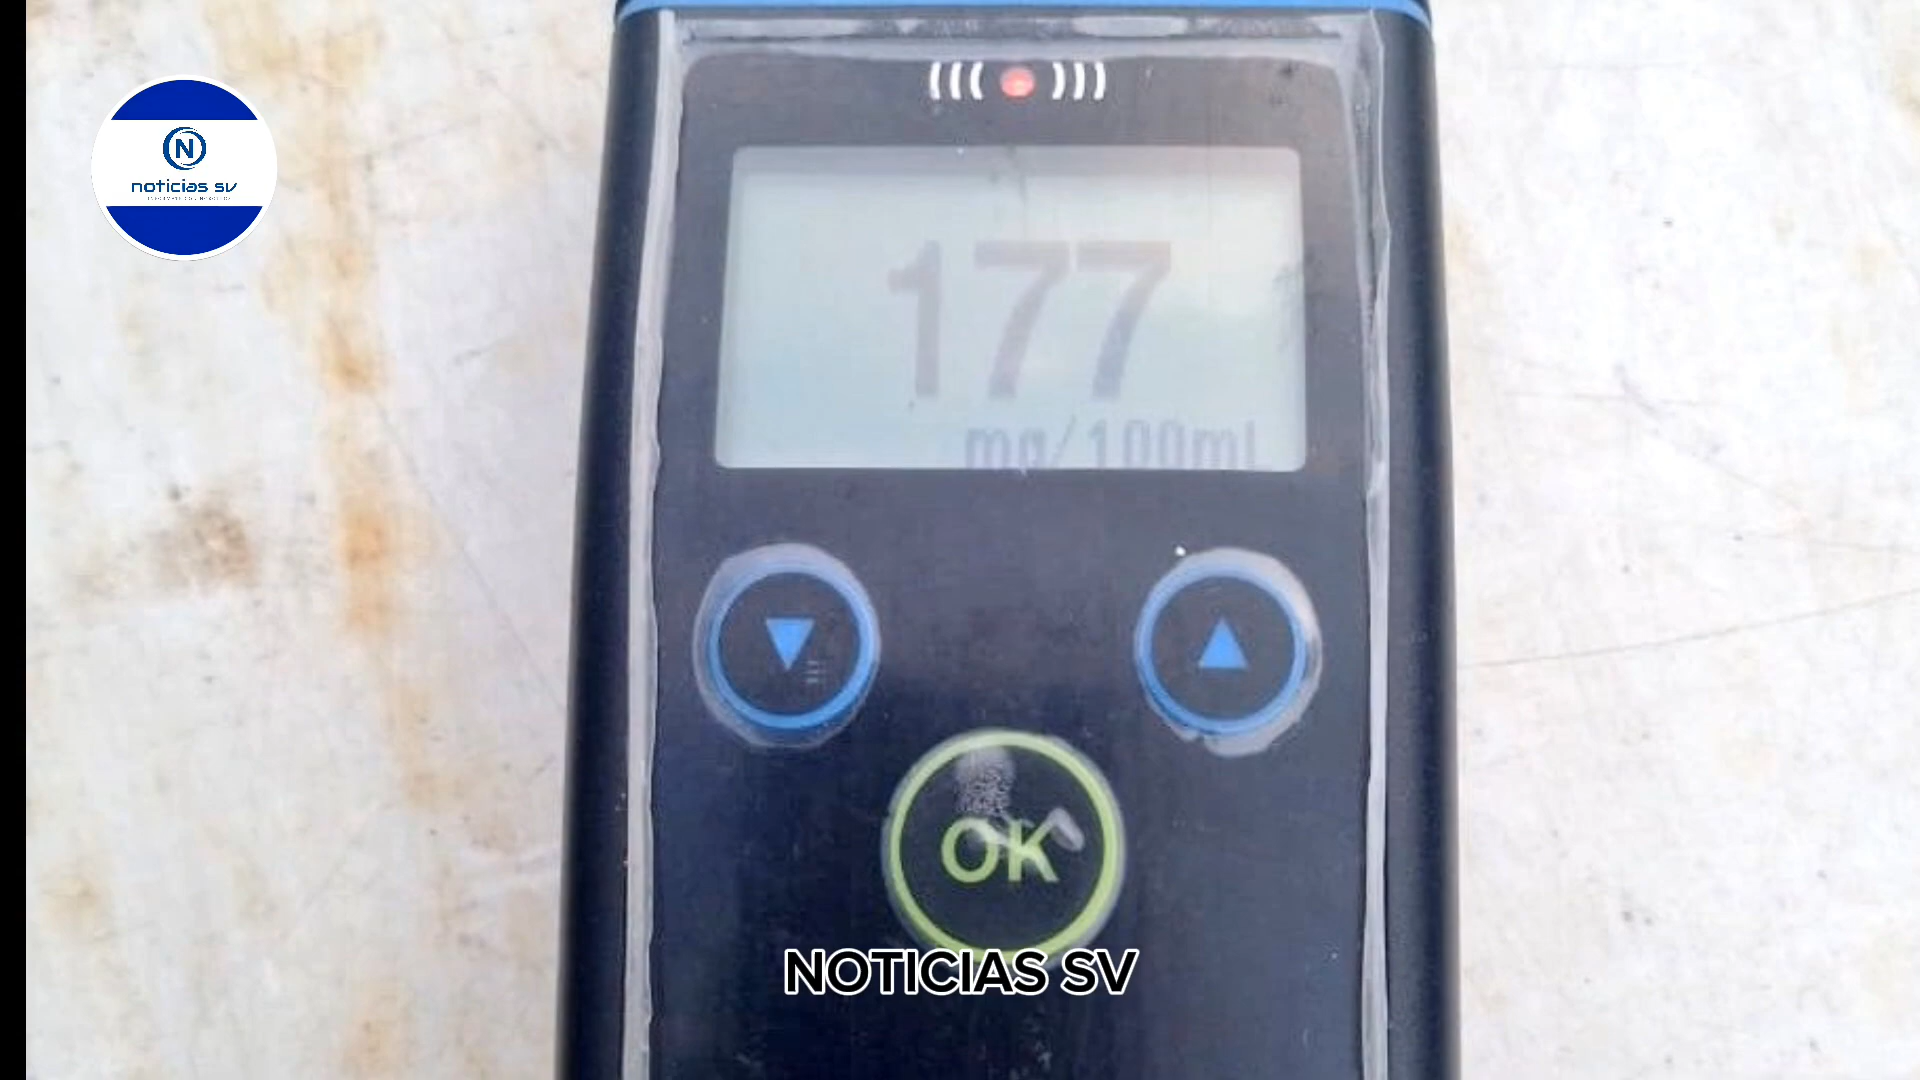 N
noticias sv
177
mg/100ml
OK
NOTICIAS SV